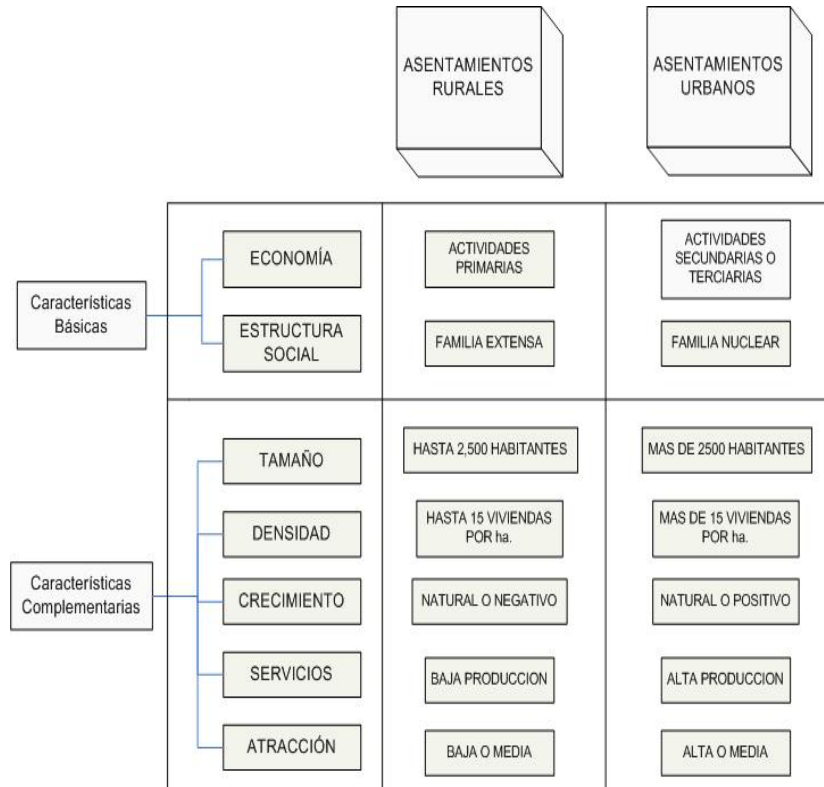 ASENTAMIENTOS
RURALES
ASENTAMIENTOS
URBANOS
Características
Básicas
ECONOMÍA
ACTIVIDADES
PRIMARIAS
ACTIVIDADES
SECUNDARIAS O
TERCIARIAS
ESTRUCTURA
SOCIAL
FAMILIA EXTENSA
FAMILIA NUCLEAR
Características
Complementarias
TAMAÑO
HASTA 2,500 HABITANTES
MAS DE 2500 HABITANTES
DENSIDAD
HASTA 15 VIVIENDAS
POR ha.
MAS DE 15 VIVIENDAS
POR ha.
CRECIMIENTO
NATURAL O NEGATIVO
NATURAL O POSITIVO
SERVICIOS
BAJA PRODUCCION
ALTA PRODUCCION
ATRACCIÓN
BAJA O MEDIA
ALTA O MEDIA